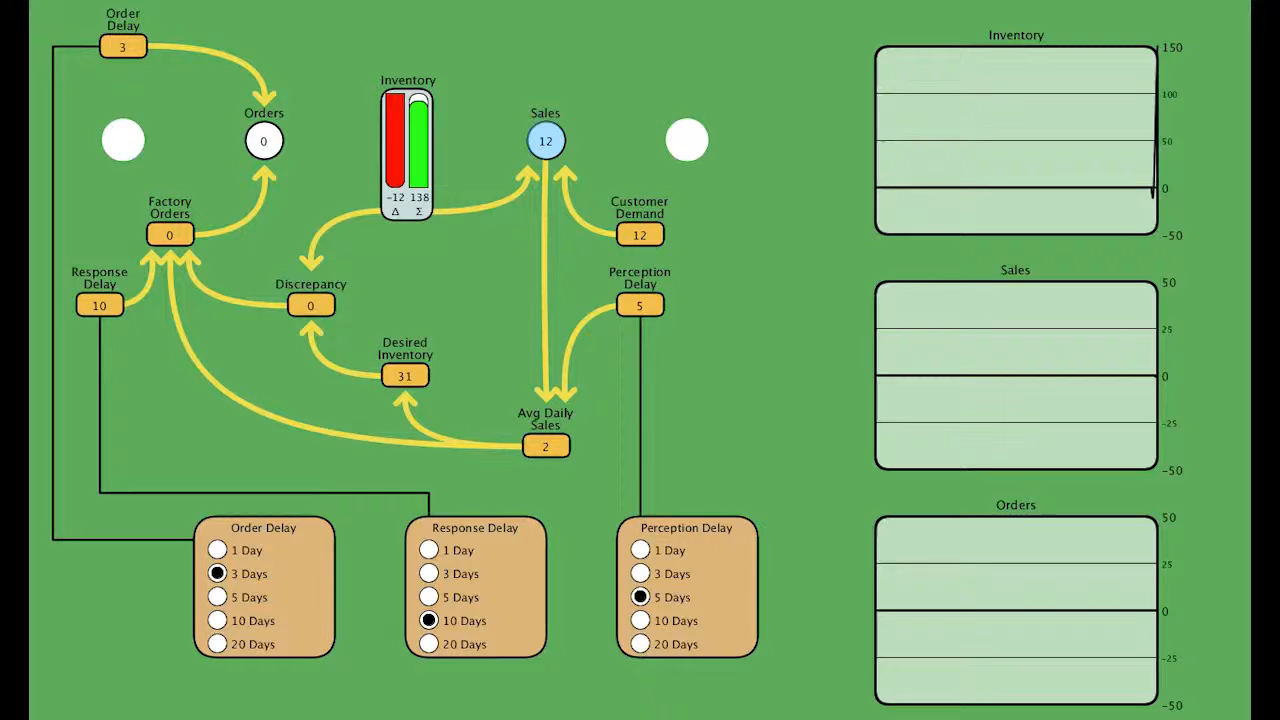 Order
Delay
3
Inventory
Orders
0
Sales
12
-12 138
Δ Σ
Factory
Orders
0
Customer
Demand
12
Response
Delay
10
Discrepancy
0
Perception
Delay
5
Desired
Inventory
31
Avg Daily
Sales
2
Order Delay
1 Day
3 Days
5 Days
10 Days
20 Days
Response Delay
1 Day
3 Days
5 Days
10 Days
20 Days
Perception Delay
1 Day
3 Days
5 Days
10 Days
20 Days
Inventory
150
100
50
0
-50
Sales
50
25
0
-25
-50
Orders
50
25
0
-25
-50